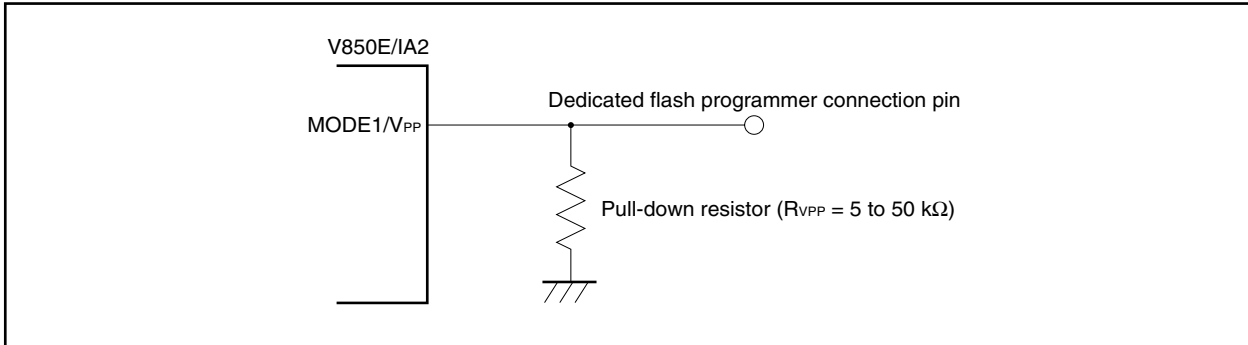 V850E/IA2
Dedicated flash programmer connection pin
MODE1/VPP
Pull-down resistor (RVPP = 5 to 50 kΩ)